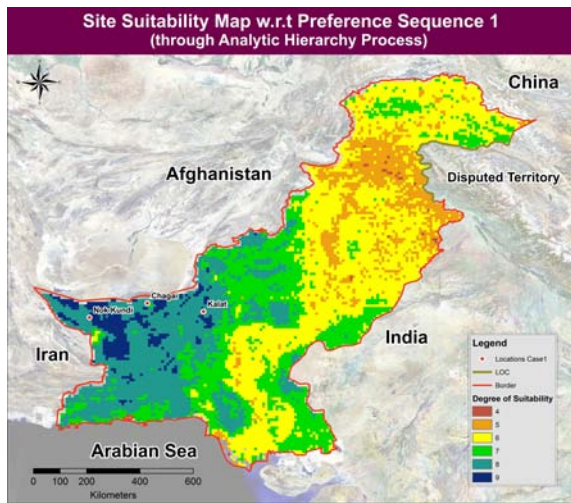 Site Suitability Map w.r.t Preference Sequence 1
(through Analytic Hierarchy Process)
China
Afghanistan
Disputed Territory
Chagai
Nok Kundi
Kalat
India
Iran
Arabian Sea
Legend
Locations Case1
LOC
Border
Degree of Suitability
4
5
6
7
8
9
0 100 200 400 600
Kilometers